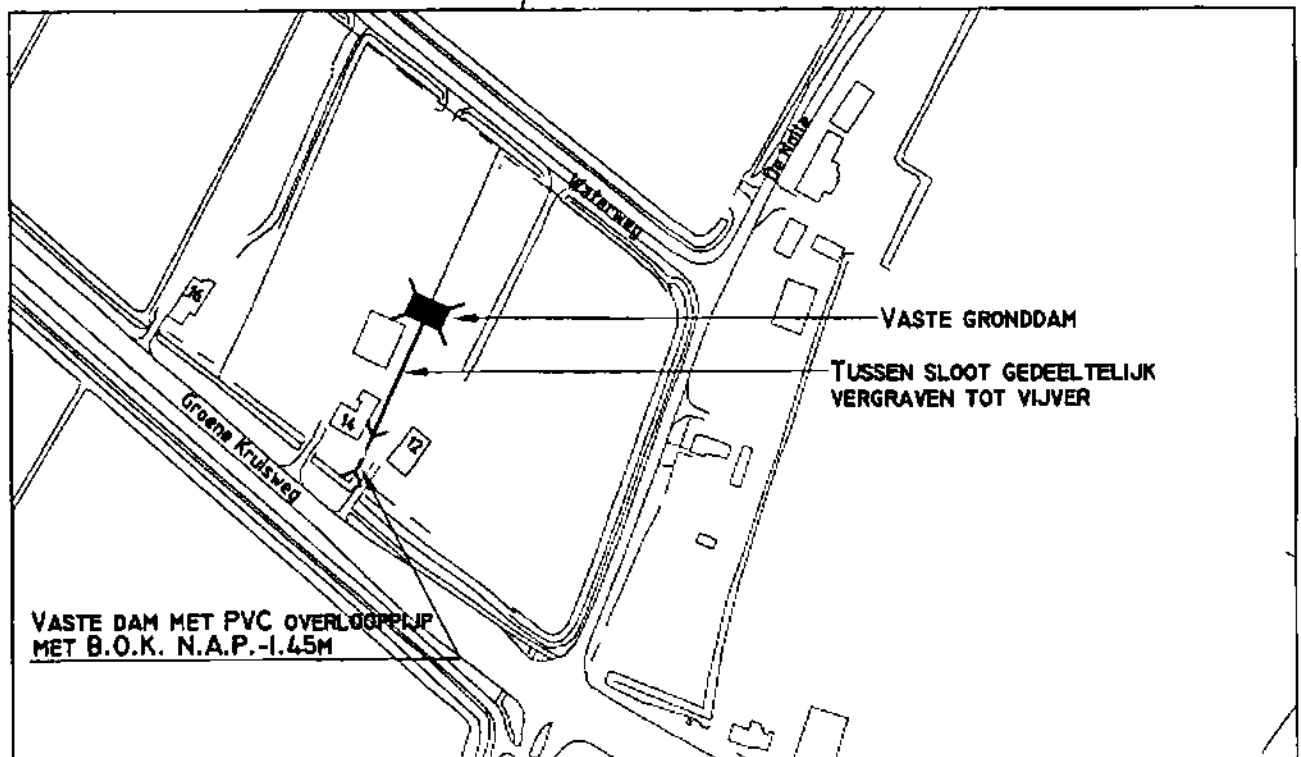 De Nolle
Waterweg
16
VASTE GRONDDAM
TUSSEN SLOOT GEDEELTELIJK
VERGRAVEN TOT VIJVER
14
12
Groene Kruisweg
VASTE DAM MET PVC OVERLOOPPIJP
MET B.O.K. N.A.P.-1.45M